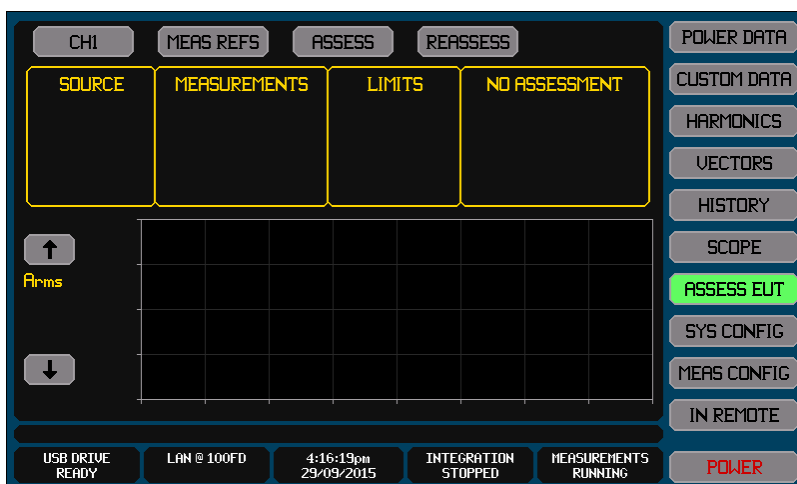 CH1 MEAS REFS ASSESS REASSESS
SOURCE MEASUREMENTS LIMITS NO ASSESSMENT
Arms
POWER DATA
CUSTOM DATA
HARMONICS
VECTORS
HISTORY
SCOPE
ASSESS EUT
SYS CONFIG
MEAS CONFIG
IN REMOTE
POWER
USB DRIVE
READY
LAN @ 100FD
4:16:19pm
29/09/2015
INTEGRATION
STOPPED
MEASUREMENTS
RUNNING